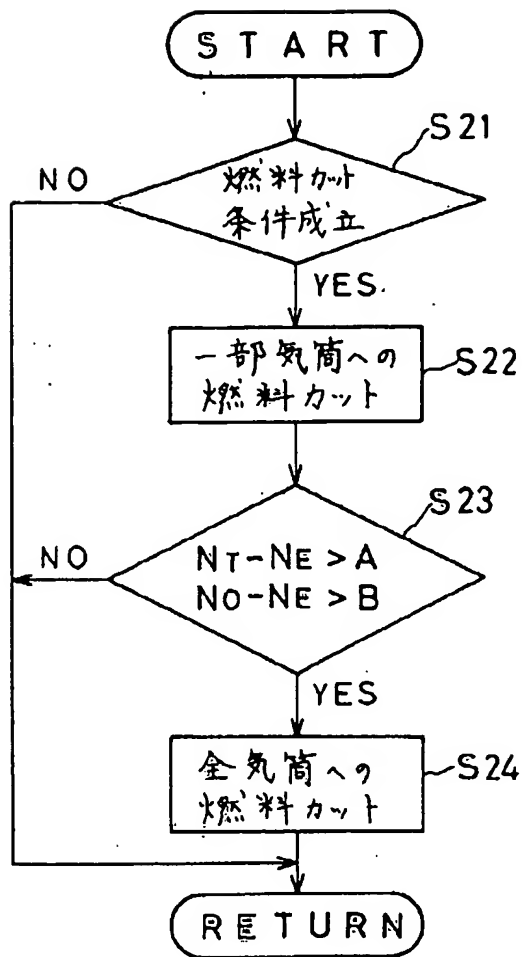 START
S21
NO
燃料カット
条件成立
YES.
一部気筒への
燃料カット
S22
S23
NO
NT-NE>A
NO-NE>B
YES
全気筒への
燃料カット
S24
RETURN